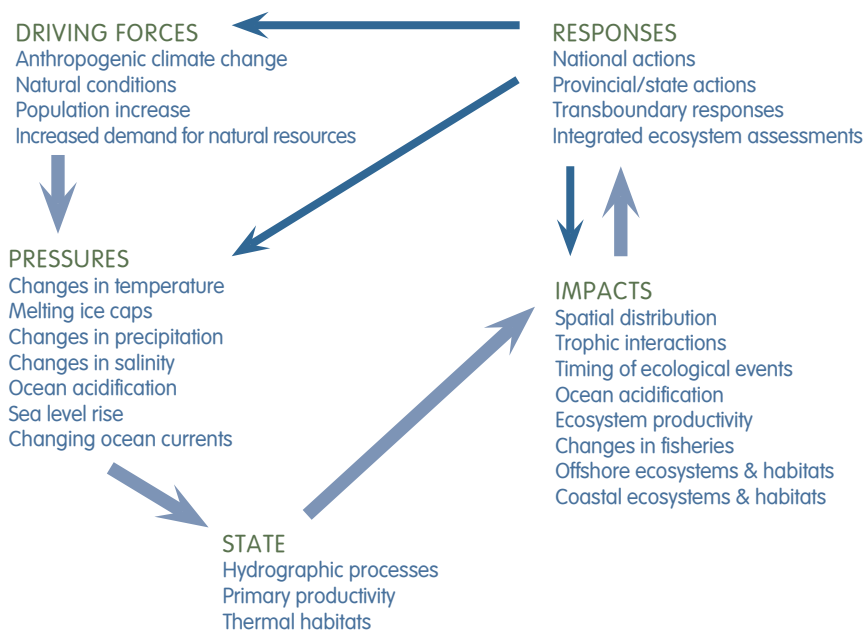 DRIVING FORCES
Anthropogenic climate change
Natural conditions
Population increase
Increased demand for natural resources
RESPONSES
National actions
Provincial/state actions
Transboundary responses
Integrated ecosystem assessments
PRESSURES
Changes in temperature
Melting ice caps
Changes in precipitation
Changes in salinity
Ocean acidification
Sea level rise
Changing ocean currents
IMPACTS
Spatial distribution
Trophic interactions
Timing of ecological events
Ocean acidification
Ecosystem productivity
Changes in fisheries
Offshore ecosystems & habitats
Coastal ecosystems & habitats
STATE
Hydrographic processes
Primary productivity
Thermal habitats